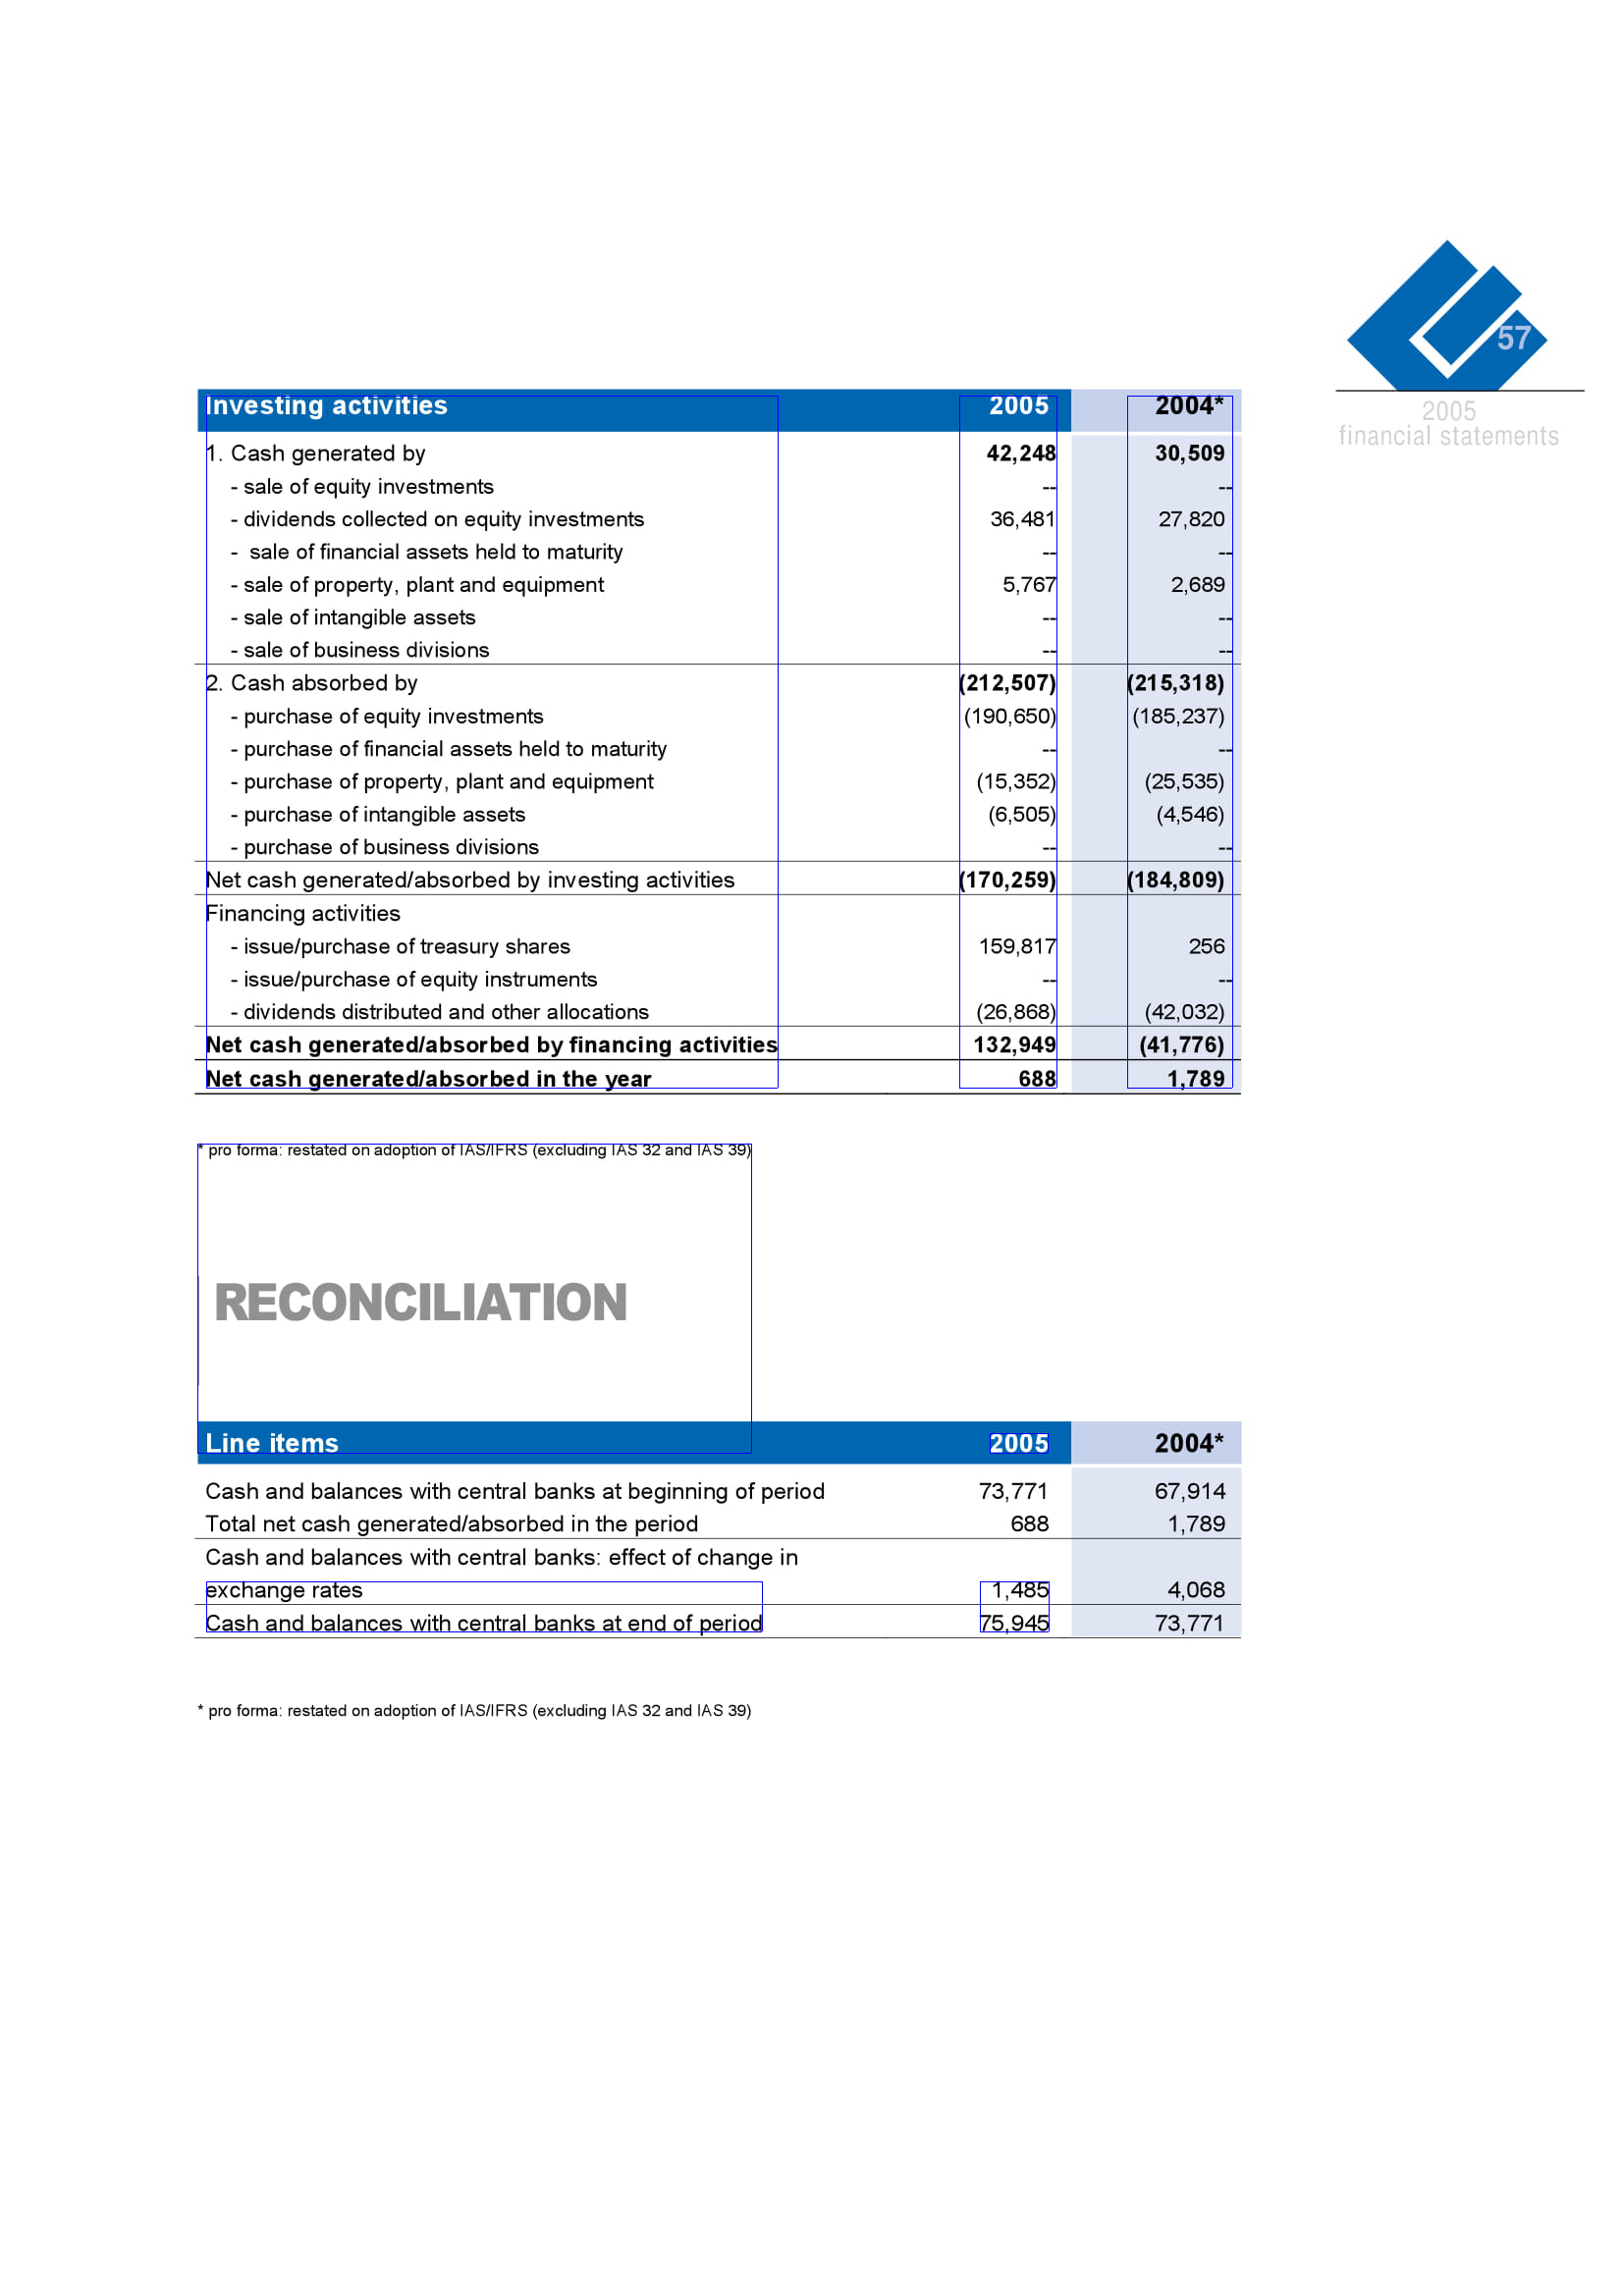 57
2005
financial statements
Investing activities 2005 2004*
1. Cash generated by 42,248 30,509
- sale of equity investments -- --
- dividends collected on equity investments 36,481 27,820
- sale of financial assets held to maturity -- --
- sale of property, plant and equipment 5,767 2,689
- sale of intangible assets -- --
- sale of business divisions -- --
2. Cash absorbed by (212,507) (215,318)
- purchase of equity investments (190,650) (185,237)
- purchase of financial assets held to maturity -- --
- purchase of property, plant and equipment (15,352) (25,535)
- purchase of intangible assets (6,505) (4,546)
- purchase of business divisions -- --
Net cash generated/absorbed by investing activities (170,259) (184,809)
Financing activities
- issue/purchase of treasury shares 159,817 256
- issue/purchase of equity instruments -- --
- dividends distributed and other allocations (26,868) (42,032)
Net cash generated/absorbed by financing activities 132,949 (41,776)
Net cash generated/absorbed in the year 688 1,789
* pro forma: restated on adoption of IAS/IFRS (excluding IAS 32 and IAS 39)
RECONCILIATION
Line items 2005 2004*
Cash and balances with central banks at beginning of period 73,771 67,914
Total net cash generated/absorbed in the period 688 1,789
Cash and balances with central banks: effect of change in
exchange rates 1,485 4,068
Cash and balances with central banks at end of period 75,945 73,771
* pro forma: restated on adoption of IAS/IFRS (excluding IAS 32 and IAS 39)